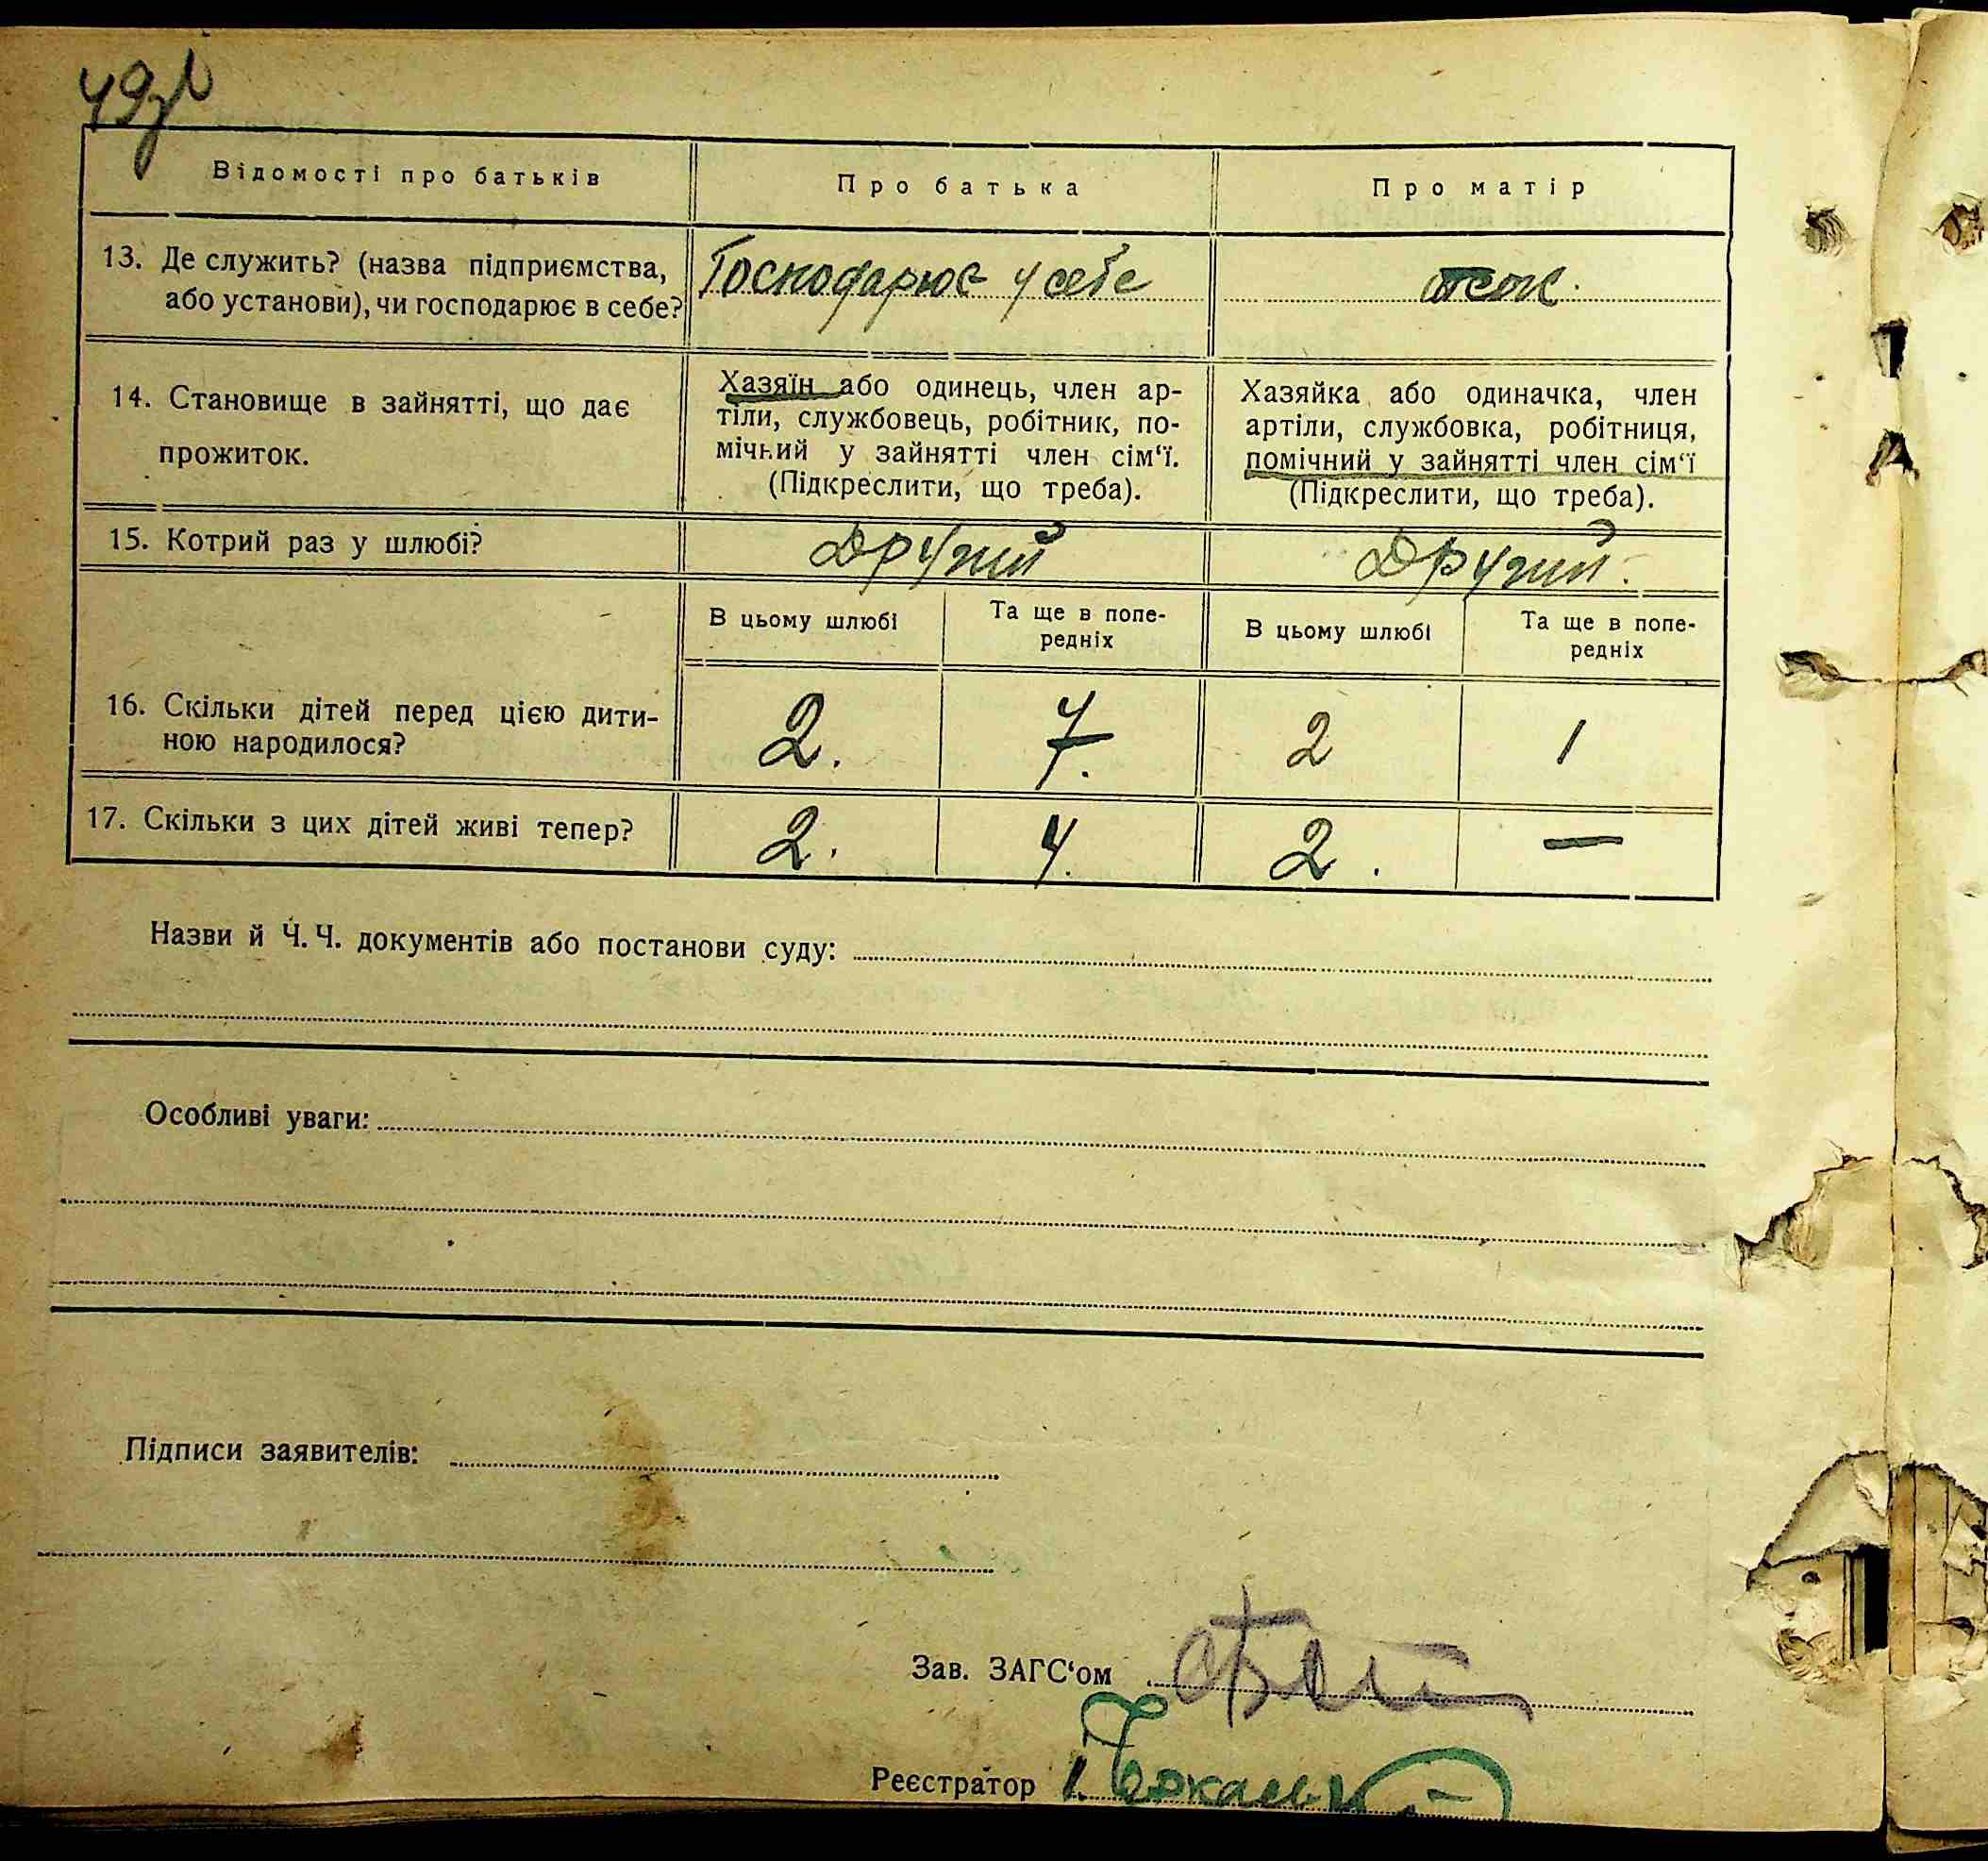 49зв
Відомості про батьків
Про батька
Про матір
13. Де служить? (назва підприємства,
або установи), чи господарює в себе?
Господарює у себе
теж.
14. Становище в зайнятті, що дає
прожиток.
Хазяїн або одинець, член ар-
тіли, службовець, робітник, по-
мічний у зайнятті член сім‘ї.
(Підкреслити, що треба).
Хазяйка або одиначка, член
артіли, службовка, робітниця,
помічний у зайнятті член сім‘ї
(Підкреслити, що треба).
15. Котрий раз у шлюбі?
Другий
Другий.
В цьому шлюбі
Та ще в попе-
редніх
В цьому шлюбі
Та ще в попе-
редніх
16. Скільки дітей перед цією дити-
ною народилося?
2.
7.
2
1
17. Скільки з цих дітей живі тепер?
2.
4.
2.
—
Назви й Ч. Ч. документів або постанови суду:
Особливі уваги:
Підписи заявителів:
Зав. ЗАГС‘ом
Реєстратор